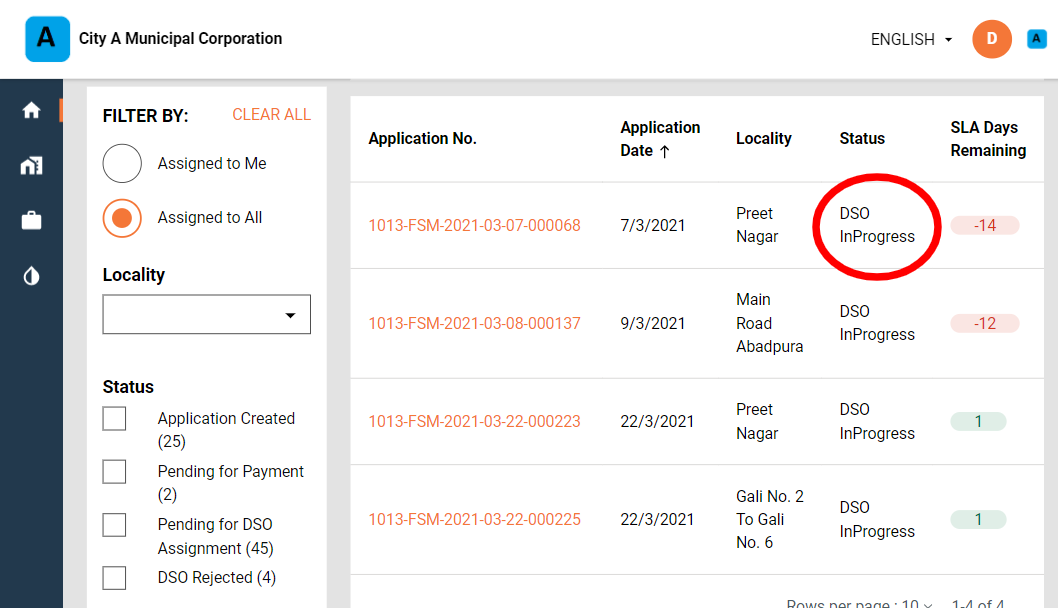 A City A Municipal Corporation
ENGLISH
D
A
FILTER BY:
CLEAR ALL
Assigned to Me
Assigned to All
Locality
Status
Application Created
(25)
Pending for Payment
(2)
Pending for DSO
Assignment (45)
DSO Rejected (4)
Application No.
Application
Date ↑
Locality
Status
SLA Days
Remaining
1013-FSM-2021-03-07-000068
7/3/2021
Preet
Nagar
DSO
InProgress
-14
1013-FSM-2021-03-08-000137
9/3/2021
Main
Road
Abadpura
DSO
InProgress
-12
1013-FSM-2021-03-22-000223
22/3/2021
Preet
Nagar
DSO
InProgress
1
1013-FSM-2021-03-22-000225
22/3/2021
Gali No. 2
To Gali
No. 6
DSO
InProgress
1
Rows per page : 10
1-4 of 4